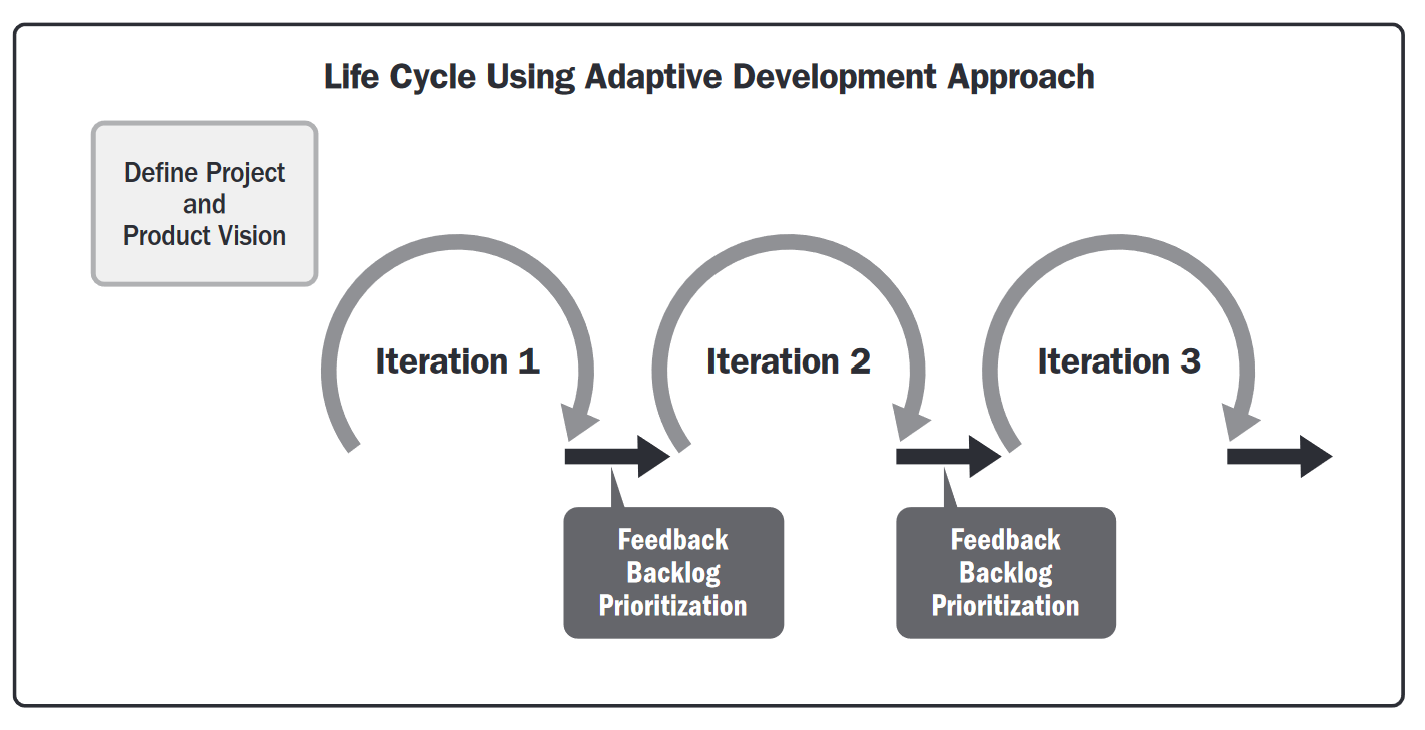 Life Cycle Using Adaptive Development Approach
Define Project
and
Product Vision
Iteration 1
Iteration 2
Iteration 3
Feedback
Backlog
Prioritization
Feedback
Backlog
Prioritization